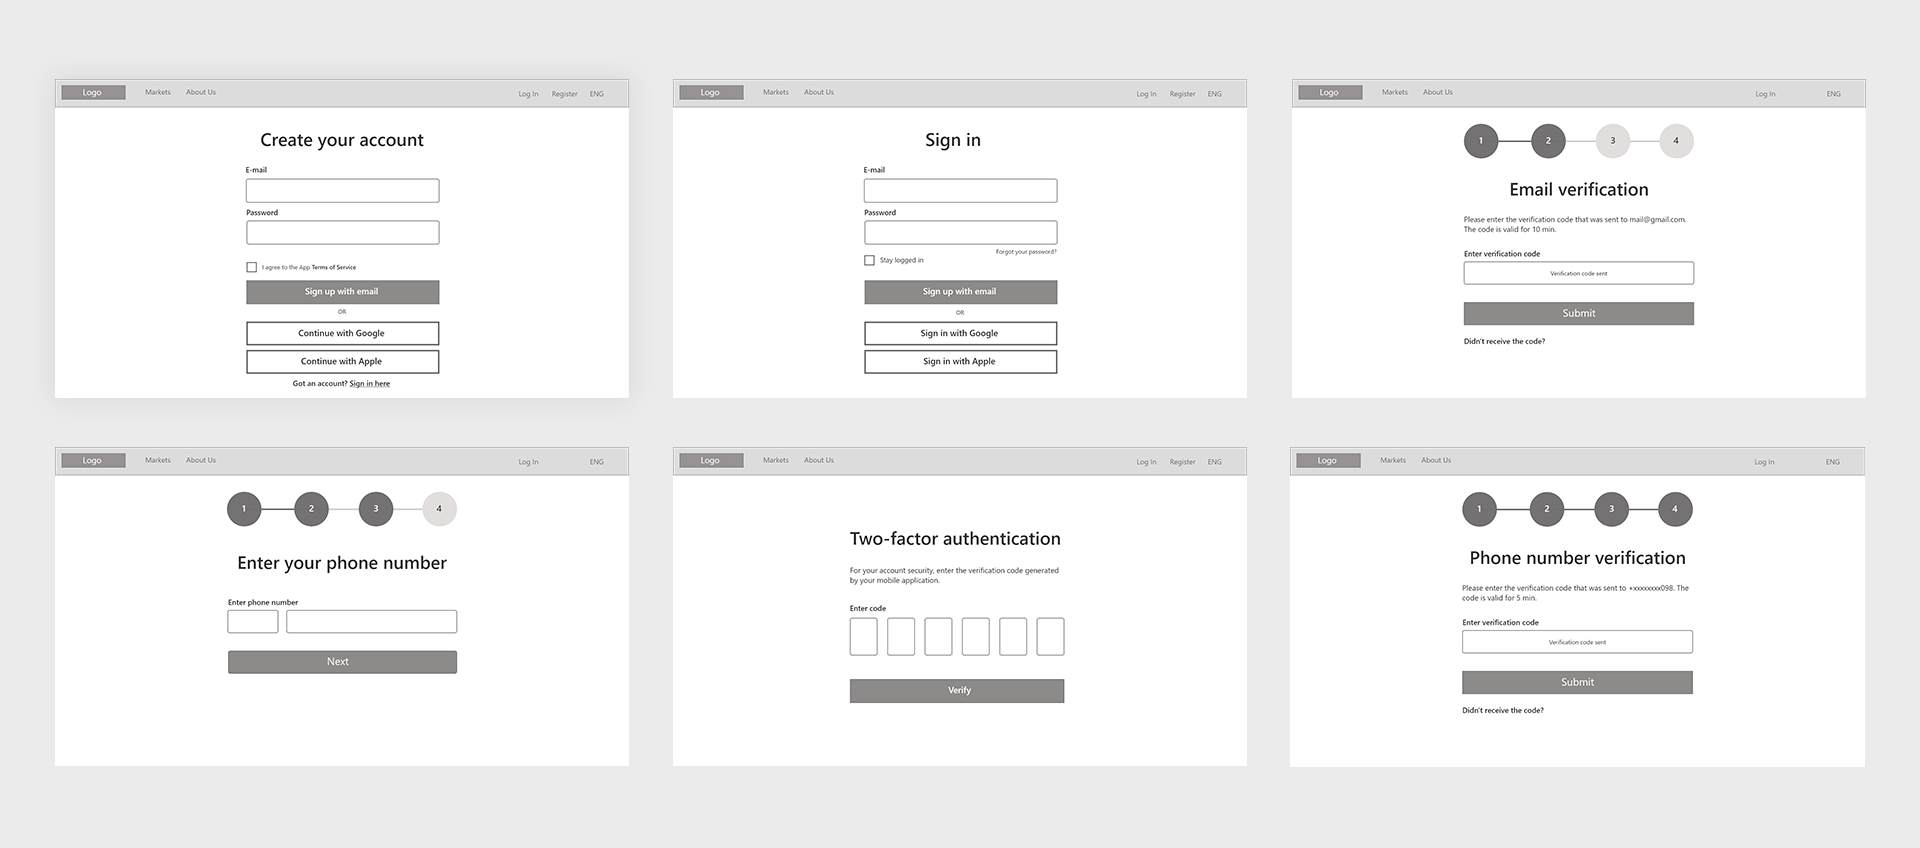 Logo Markets About Us Log In Register ENG
Create your account
E-mail
Password
I agree to the App Terms of Service
Sign up with email
OR
Continue with Google
Continue with Apple
Got an account? Sign in here
Logo Markets About Us Log In Register ENG
Sign in
E-mail
Password
Forgot your password?
Stay logged in
Sign up with email
OR
Sign in with Google
Sign in with Apple
Logo Markets About Us Log In ENG
1 2 3 4
Email verification
Please enter the verification code that was sent to mail@gmail.com.
The code is valid for 10 min.
Enter verification code
Verification code sent
Submit
Didn't receive the code?
Logo Markets About Us Log In ENG
1 2 3 4
Enter your phone number
Enter phone number
Next
Logo Markets About Us Log In Register ENG
Two-factor authentication
For your account security, enter the verification code generated
by your mobile application.
Enter code
Verify
Logo Markets About Us Log In ENG
1 2 3 4
Phone number verification
Please enter the verification code that was sent to +xxxxxxxx098. The
code is valid for 5 min.
Enter verification code
Verification code sent
Submit
Didn't receive the code?